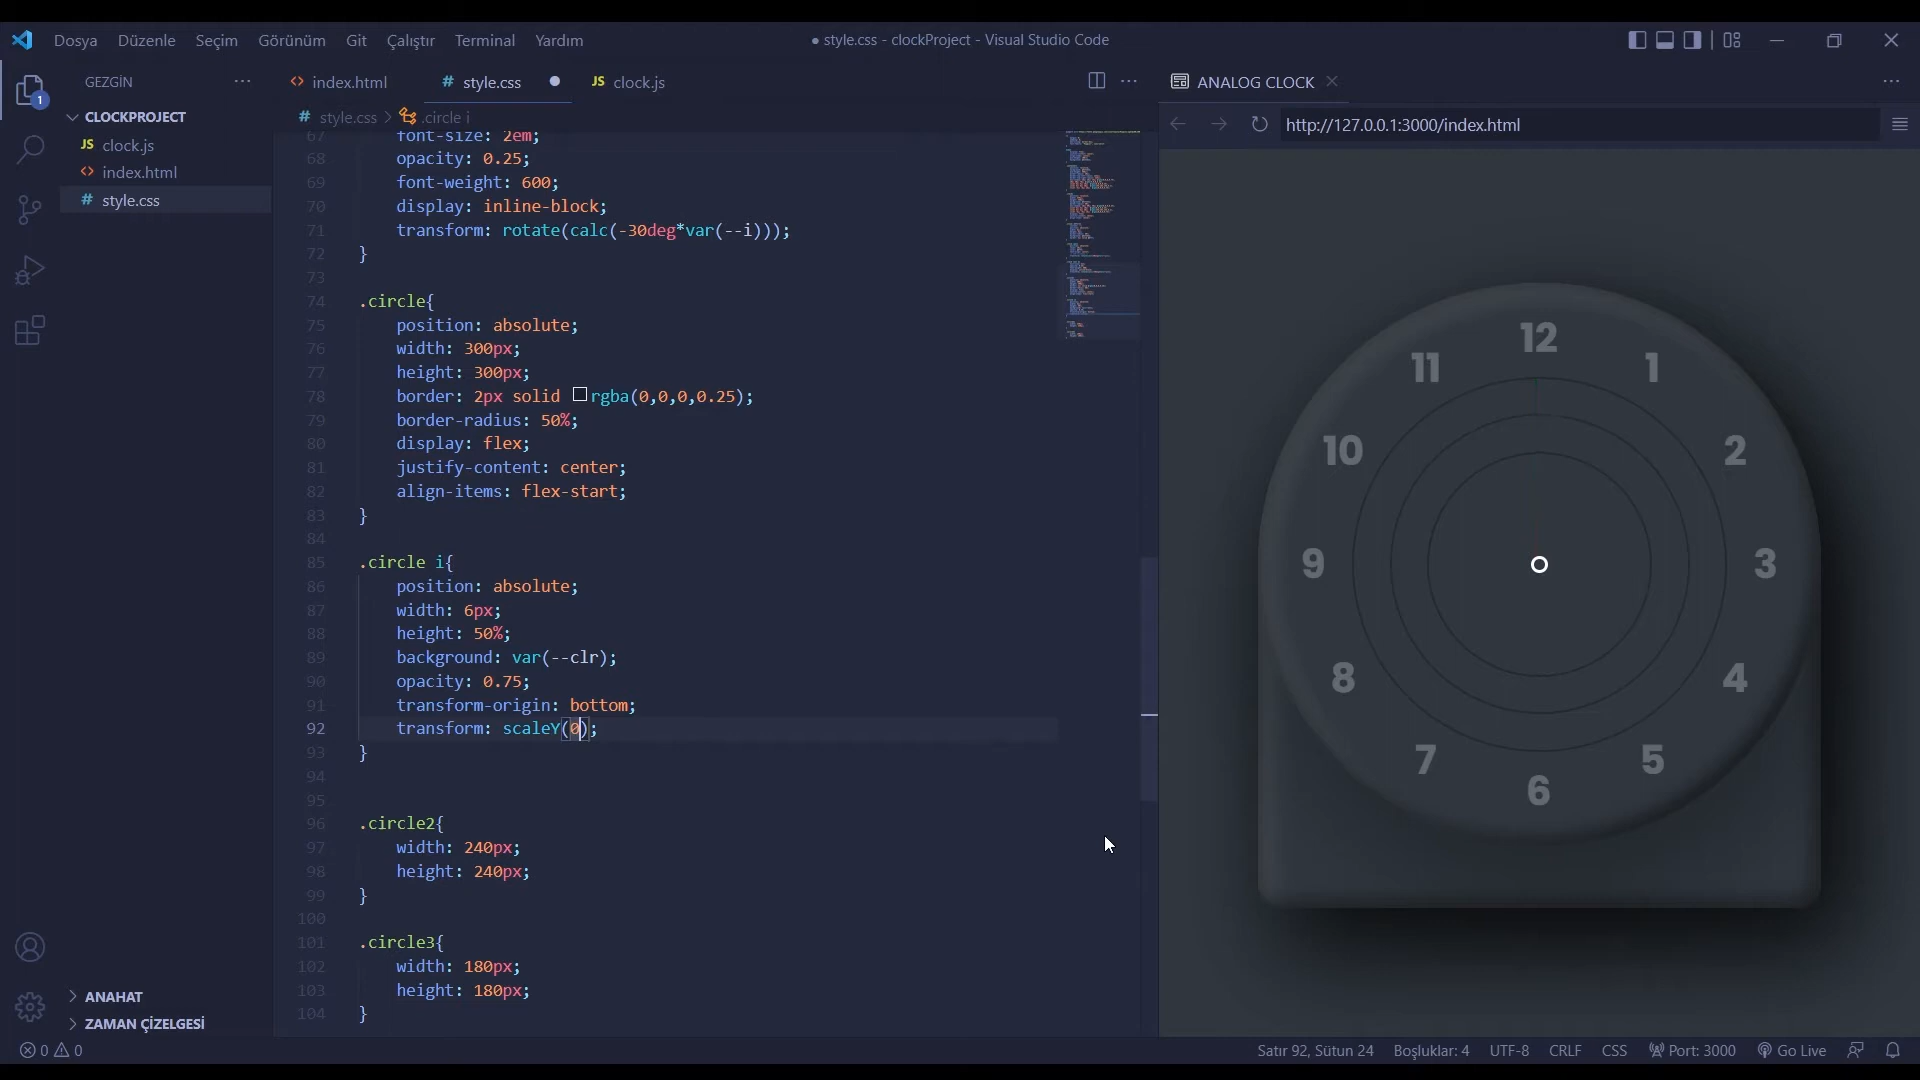 Dosya Düzenle Seçim Görünüm Git Çalıştır Terminal Yardım
● style.css - clockProject - Visual Studio Code
GEZGİN ···
CLOCKPROJECT
JS clock.js
<> index.html
# style.css
ANAHAT
ZAMAN ÇİZELGESİ
1
<> index.html
# style.css ●
JS clock.js
# style.css > .circle i
67 font-size: 2em;
68 opacity: 0.25;
69 font-weight: 600;
70 display: inline-block;
71 transform: rotate(calc(-30deg*var(--i)));
72 }
73
74 .circle{
75 position: absolute;
76 width: 300px;
77 height: 300px;
78 border: 2px solid rgba(0,0,0,0.25);
79 border-radius: 50%;
80 display: flex;
81 justify-content: center;
82 align-items: flex-start;
83 }
84
85 .circle i{
86 position: absolute;
87 width: 6px;
88 height: 50%;
89 background: var(--clr);
90 opacity: 0.75;
91 transform-origin: bottom;
92 transform: scaleY(0);
93 }
94
95
96 .circle2{
97 width: 240px;
98 height: 240px;
99 }
100
101 .circle3{
102 width: 180px;
103 height: 180px;
104 }
ANALOG CLOCK
http://127.0.0.1:3000/index.html
12
11 1
10 2
9 3
8 4
7 5
6
0 0
Satır 92, Sütun 24 Boşluklar: 4 UTF-8 CRLF CSS Port: 3000 Go Live